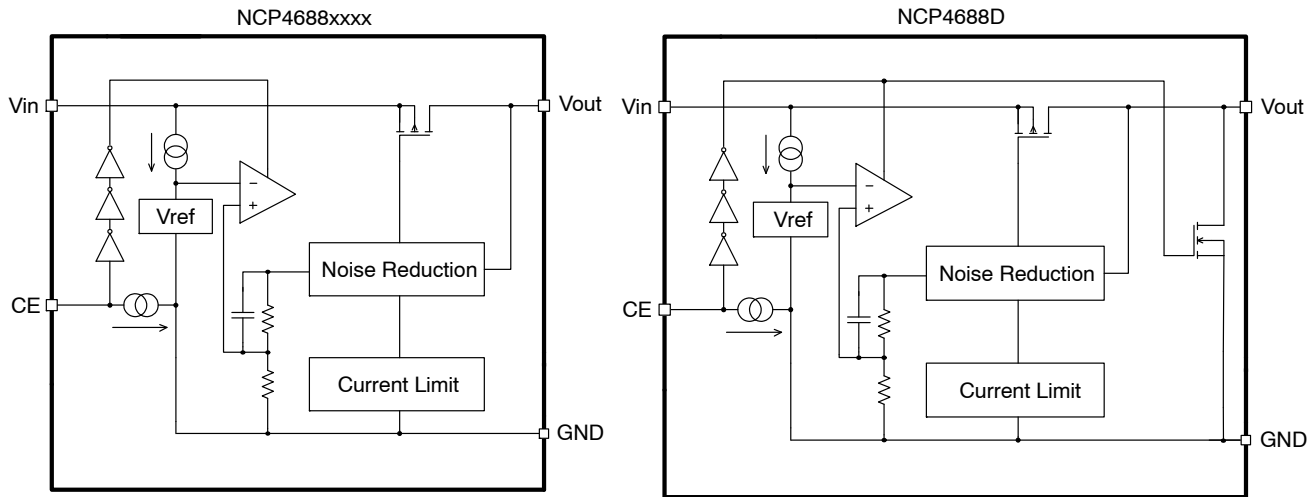 NCP4688xxxx
Vin
Vout
−
+
Vref
Noise Reduction
CE
Current Limit
GND
NCP4688D
Vin
Vout
−
+
Vref
Noise Reduction
CE
Current Limit
GND